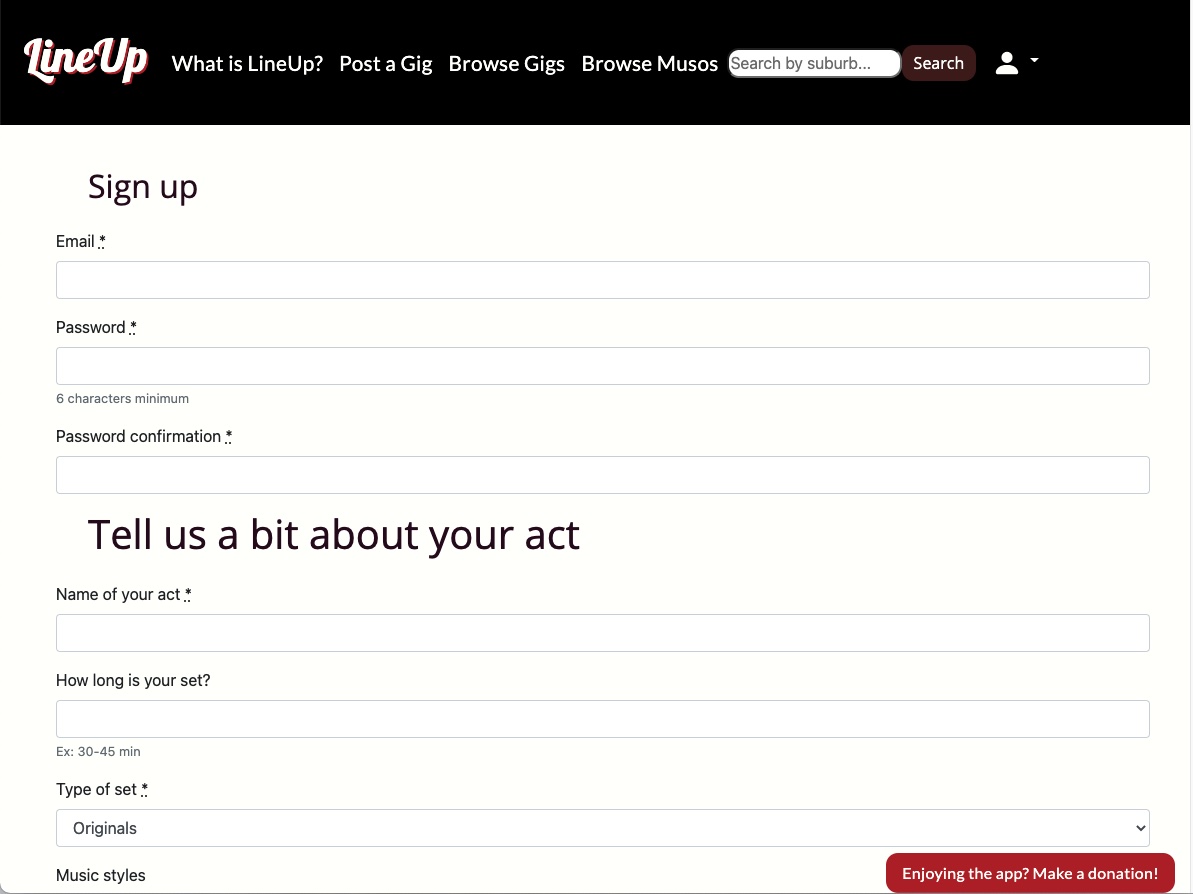 LineUp What is LineUp? Post a Gig Browse Gigs Browse Musos Search by suburb... Search
Sign up
Email *
Password *
6 characters minimum
Password confirmation *
Tell us a bit about your act
Name of your act *
How long is your set?
Ex: 30-45 min
Type of set *
Originals
Music styles
Enjoying the app? Make a donation!